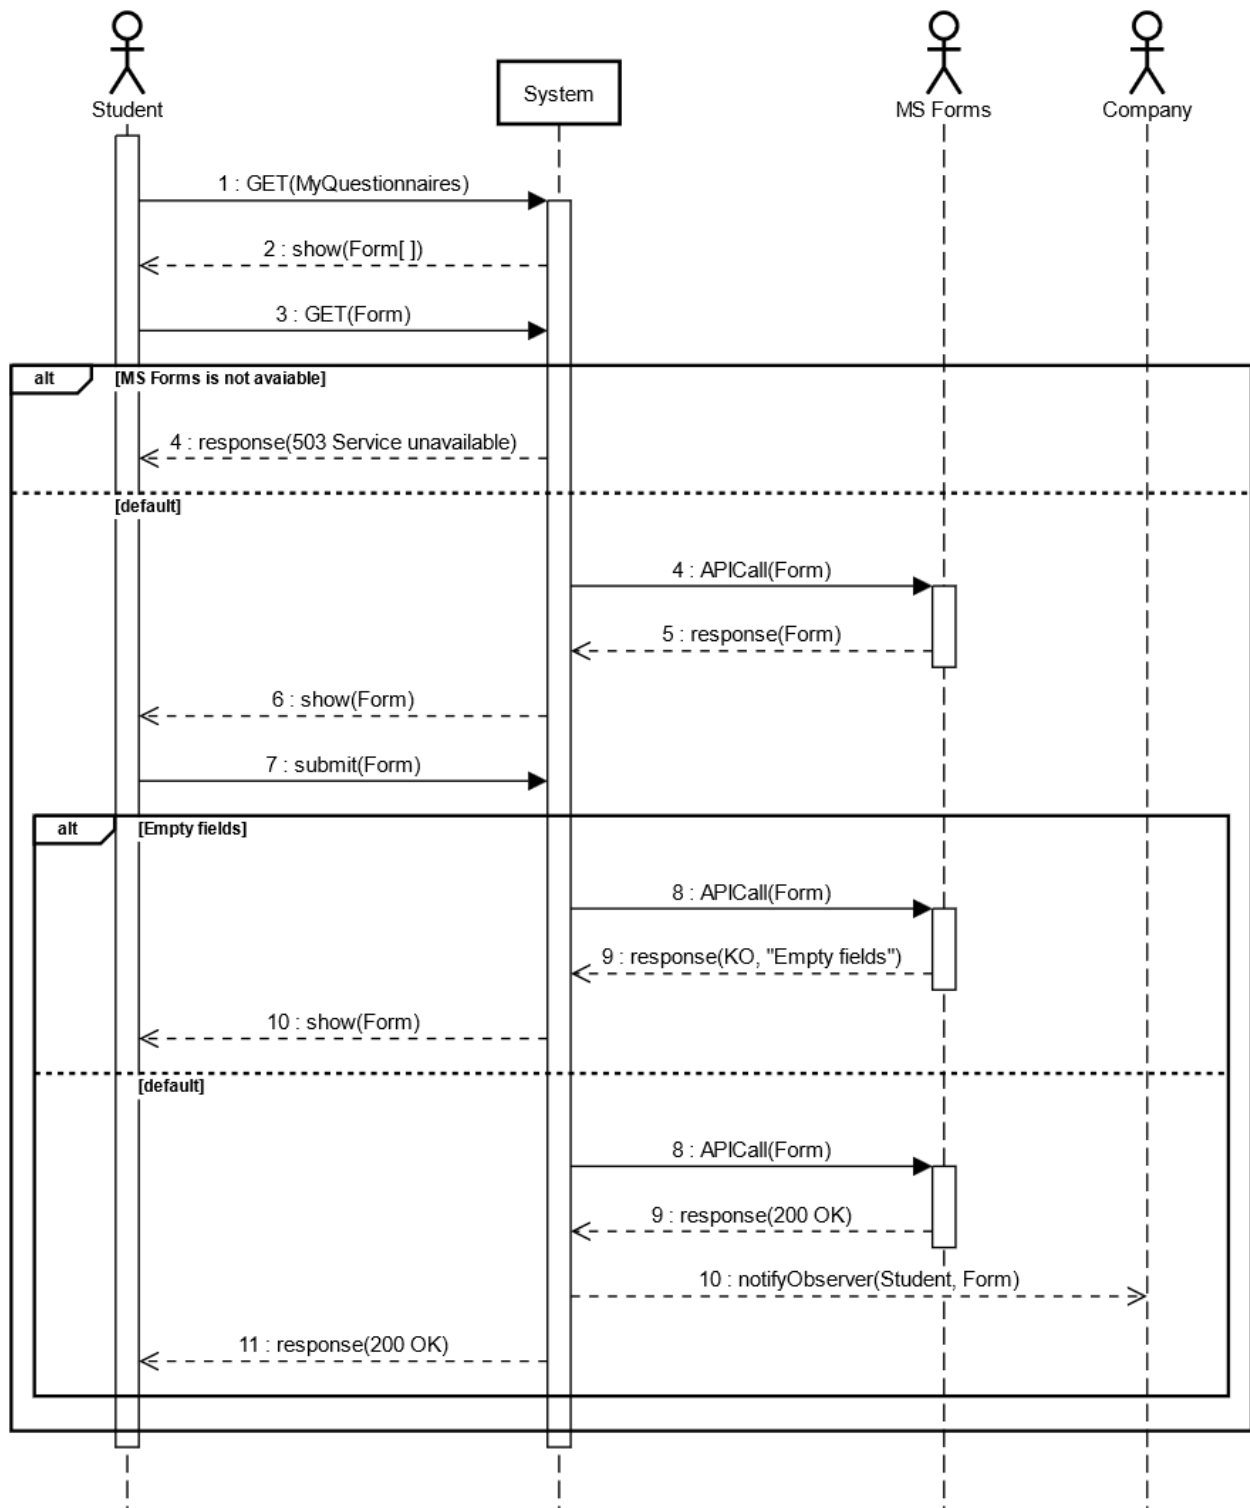 Student
System
MS Forms
Company
1 : GET(MyQuestionnaires)
2 : show(Form[ ])
3 : GET(Form)
alt
[MS Forms is not avaiable]
4 : response(503 Service unavailable)
[default]
4 : APICall(Form)
5 : response(Form)
6 : show(Form)
7 : submit(Form)
alt
[Empty fields]
8 : APICall(Form)
9 : response(KO, "Empty fields")
10 : show(Form)
[default]
8 : APICall(Form)
9 : response(200 OK)
10 : notifyObserver(Student, Form)
11 : response(200 OK)